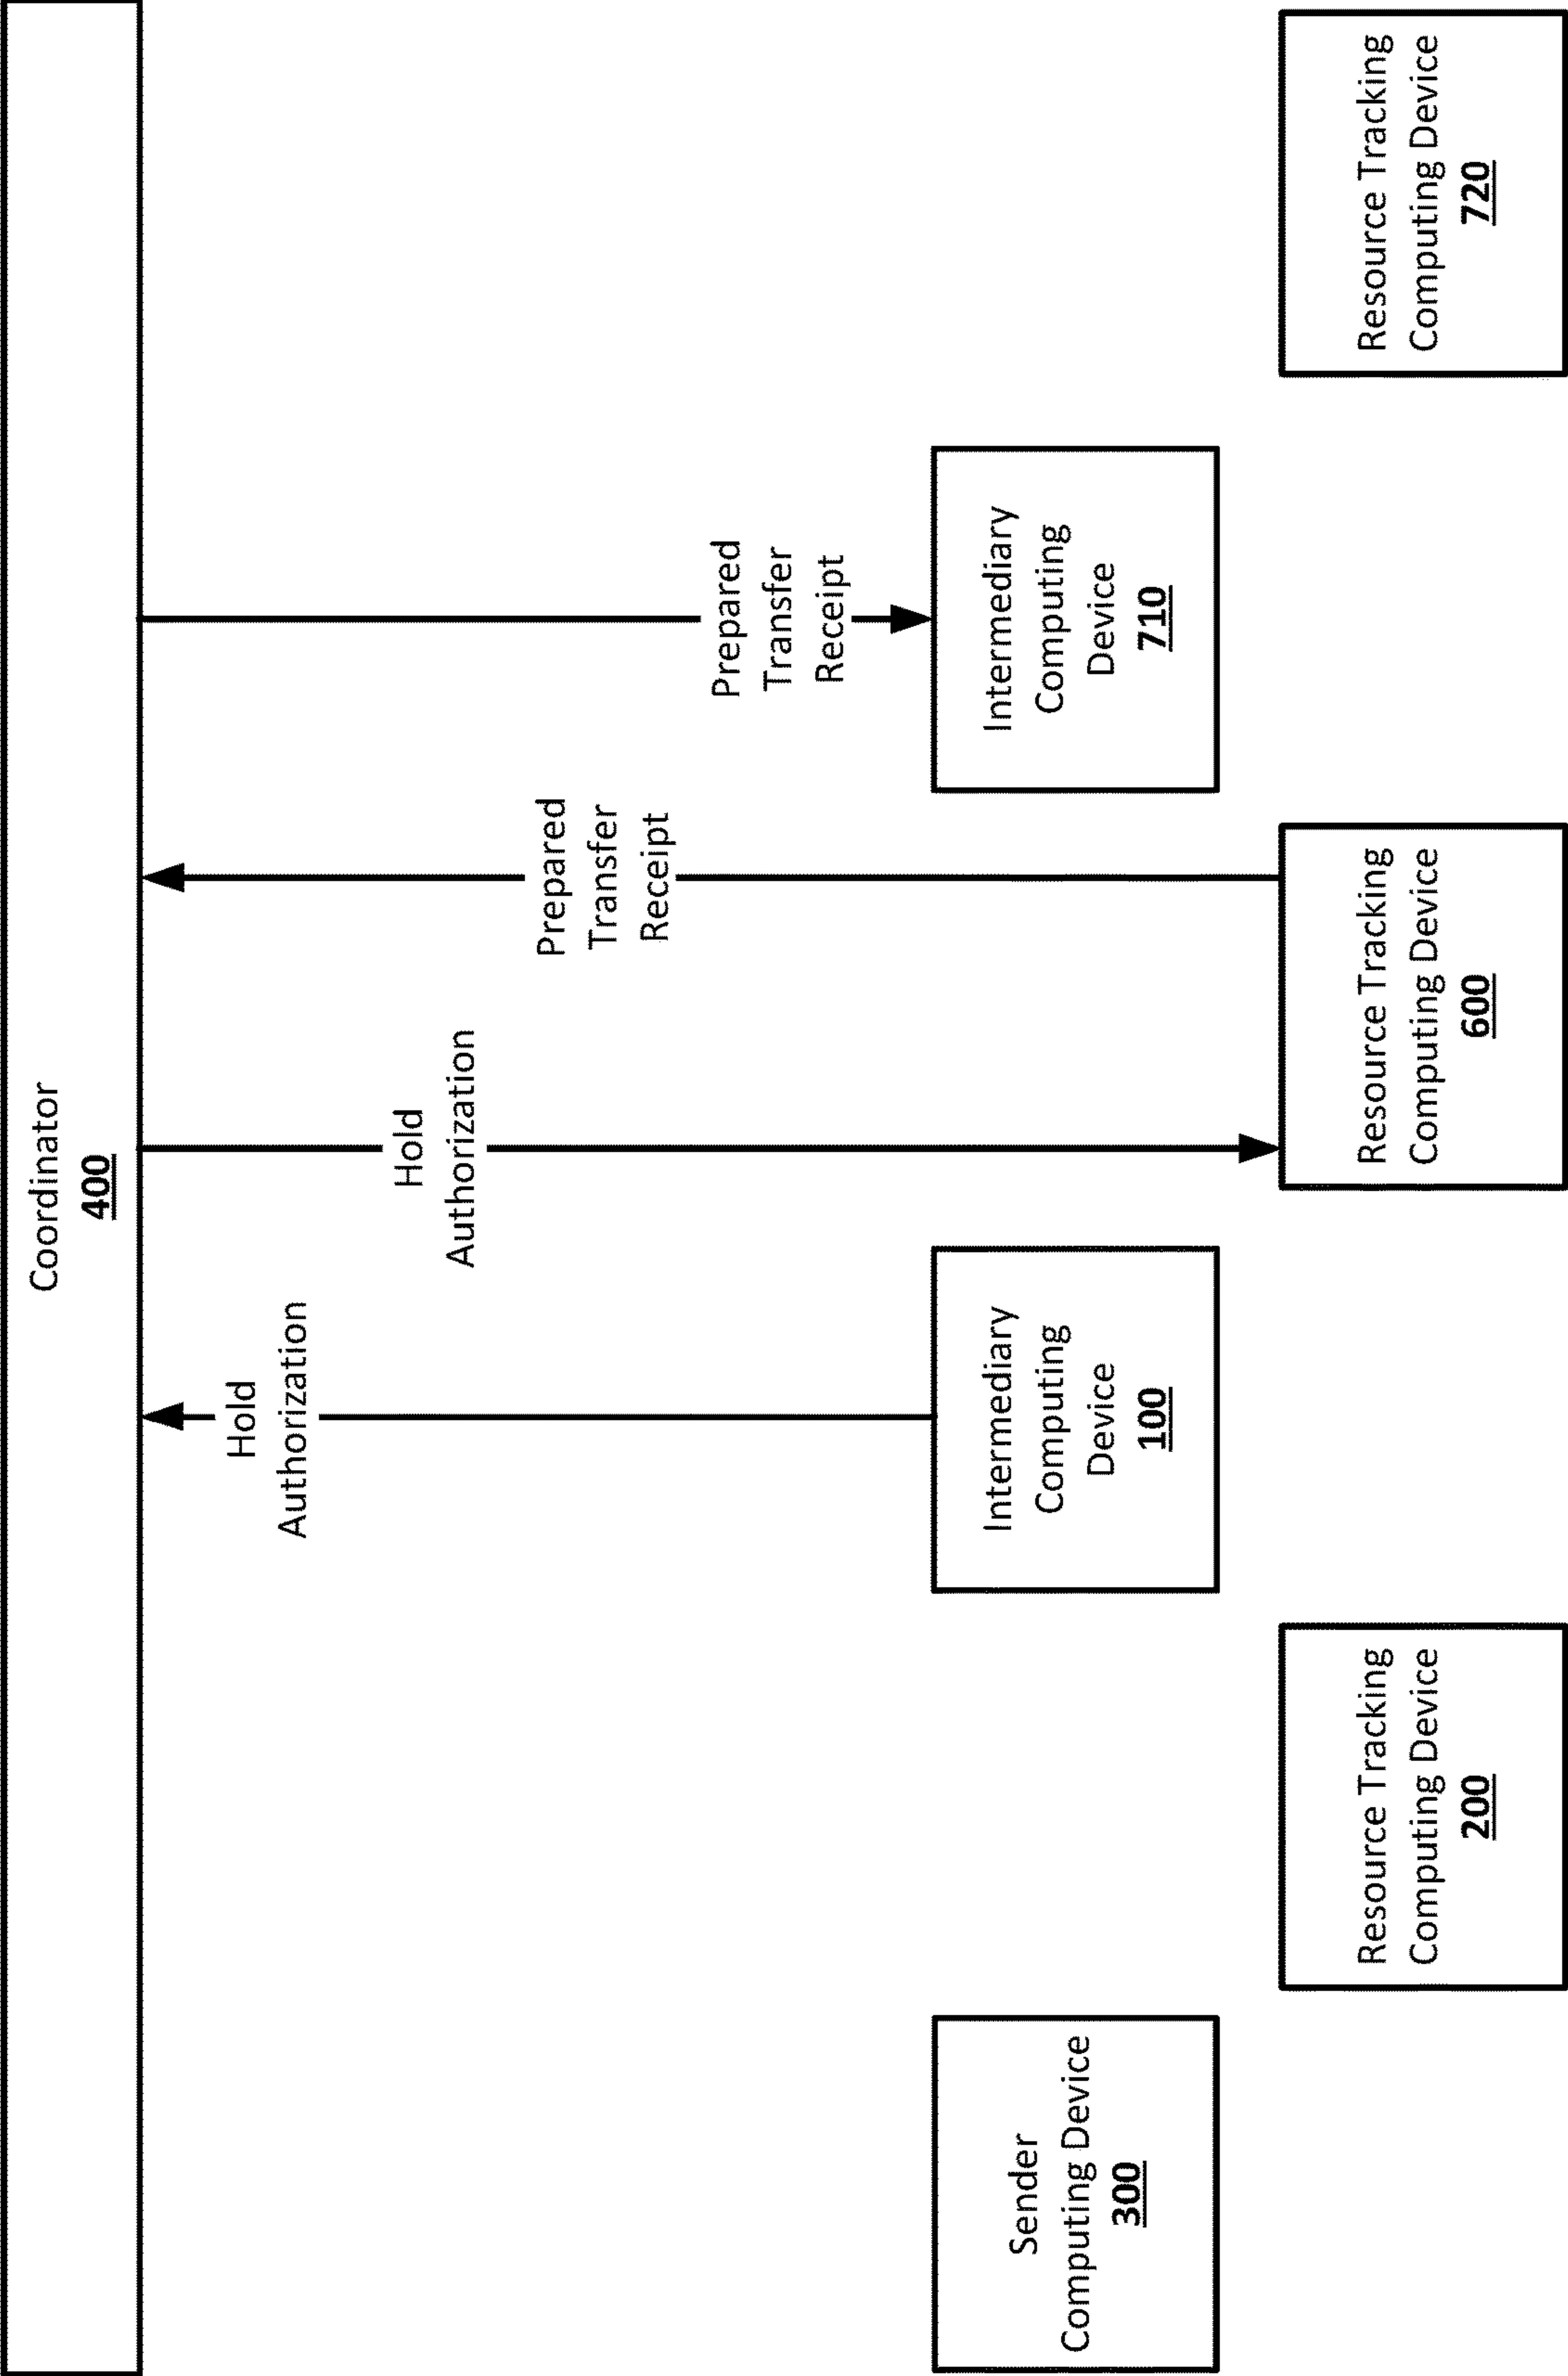 Coordinator
400
Hold
Authorization
Hold
Authorization
Prepared
Transfer
Receipt
Prepared
Transfer
Receipt
Sender
Computing Device
300
Intermediary
Computing
Device
100
Intermediary
Computing
Device
710
Resource Tracking
Computing Device
200
Resource Tracking
Computing Device
600
Resource Tracking
Computing Device
720